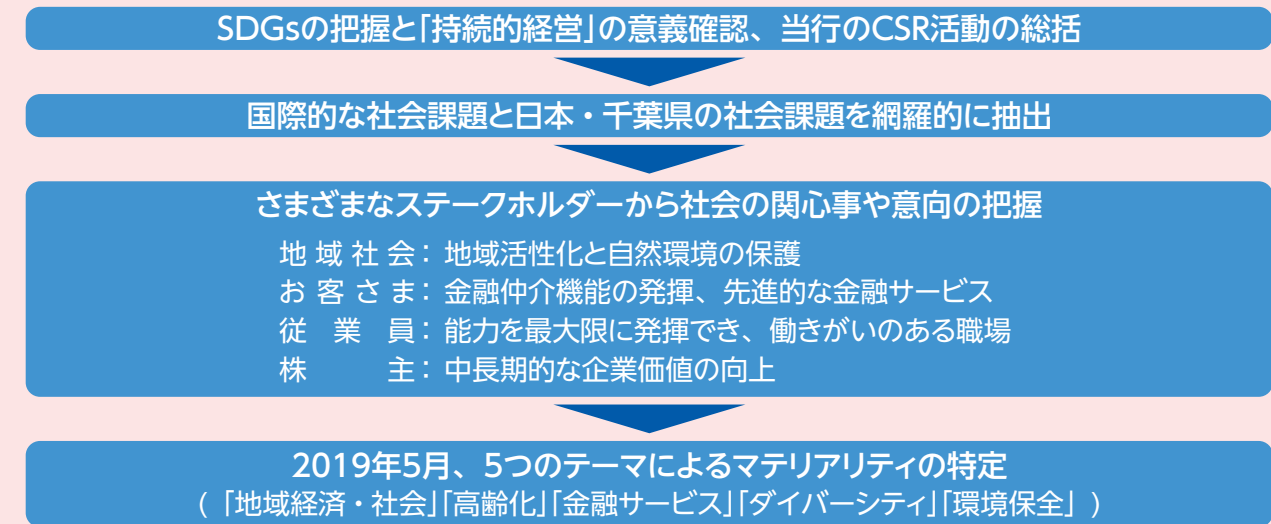 SDGsの把握と「持続的経営」の意義確認、当行のCSR活動の総括
国際的な社会課題と日本・千葉県の社会課題を網羅的に抽出
さまざまなステークホルダーから社会の関心事や意向の把握
地域社会：地域活性化と自然環境の保護
お客さま：金融仲介機能の発揮、先進的な金融サービス
従業員：能力を最大限に発揮でき、働きがいのある職場
株主：中長期的な企業価値の向上
2019年5月、5つのテーマによるマテリアリティの特定
(「地域経済・社会」「高齢化」「金融サービス」「ダイバーシティ」「環境保全」)